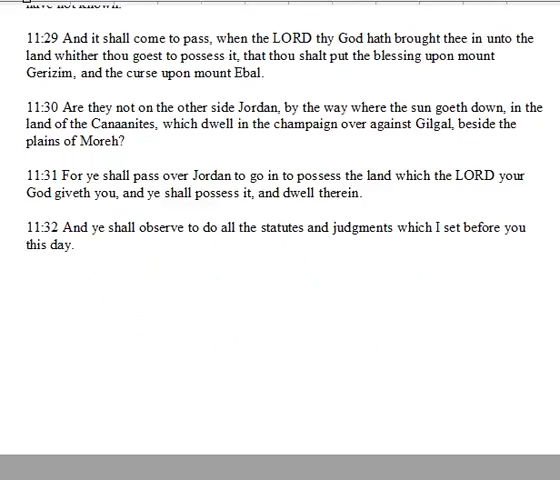 have not known.
11:29 And it shall come to pass, when the LORD thy God hath brought thee in unto the
land whither thou goest to possess it, that thou shalt put the blessing upon mount
Gerizim, and the curse upon mount Ebal.
11:30 Are they not on the other side Jordan, by the way where the sun goeth down, in the
land of the Canaanites, which dwell in the champaign over against Gilgal, beside the
plains of Moreh?
11:31 For ye shall pass over Jordan to go in to possess the land which the LORD your
God giveth you, and ye shall possess it, and dwell therein.
11:32 And ye shall observe to do all the statutes and judgments which I set before you
this day.